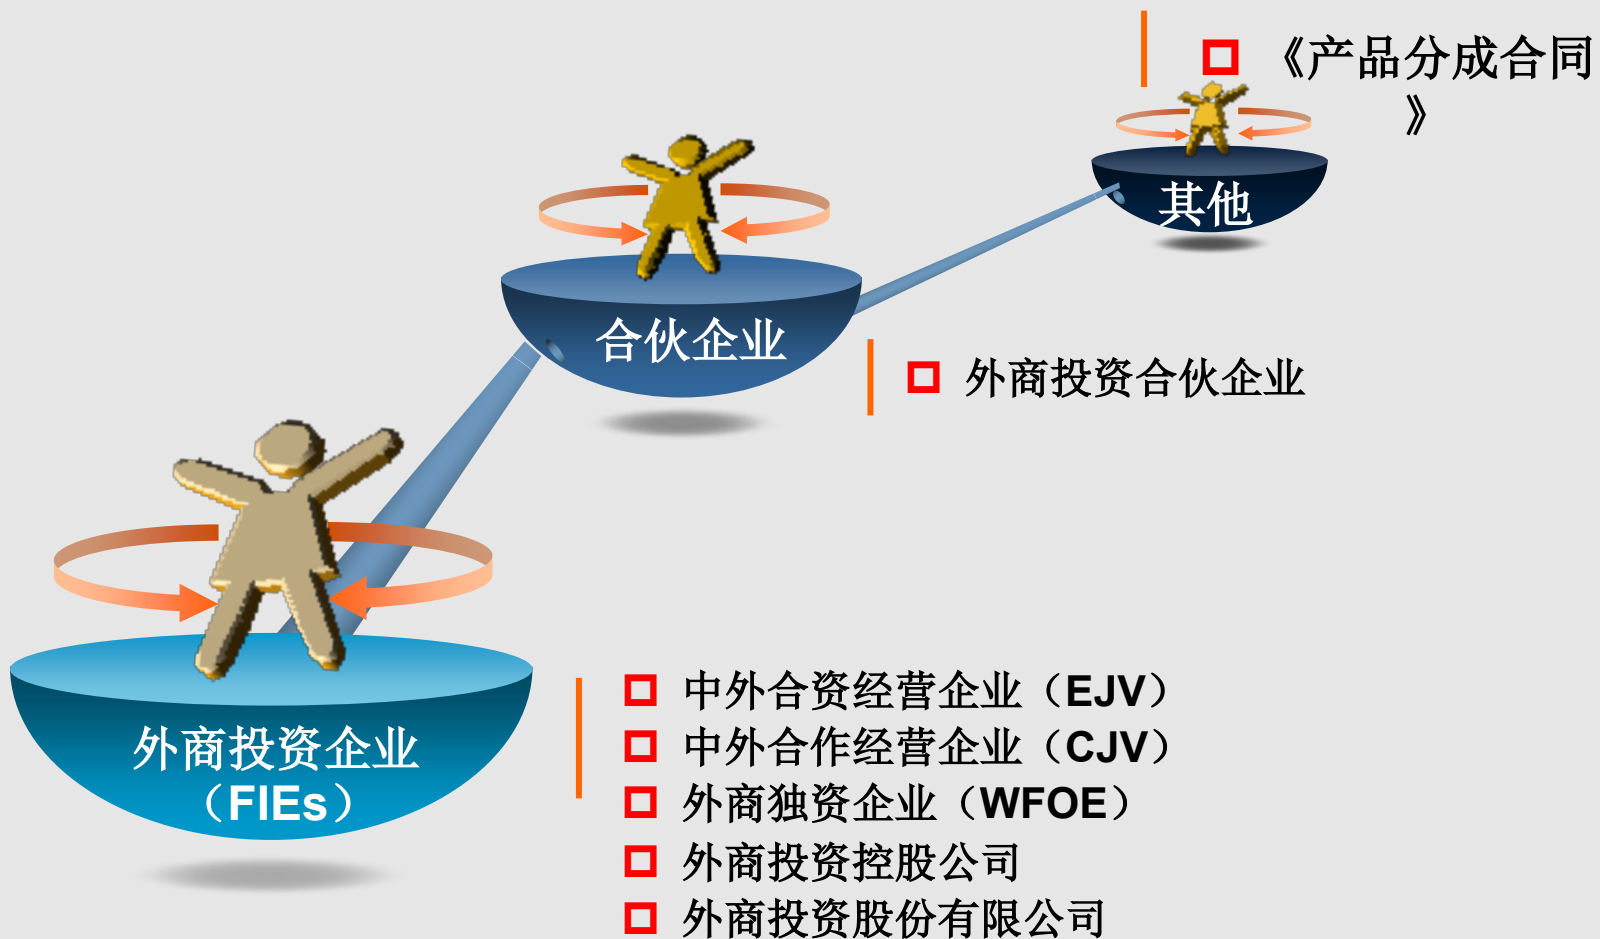 《产品分成合同
》
其他
合伙企业
外商投资合伙企业
外商投资企业
（FIEs）
中外合资经营企业（EJV）
中外合作经营企业（CJV）
外商独资企业（WFOE）
外商投资控股公司
外商投资股份有限公司